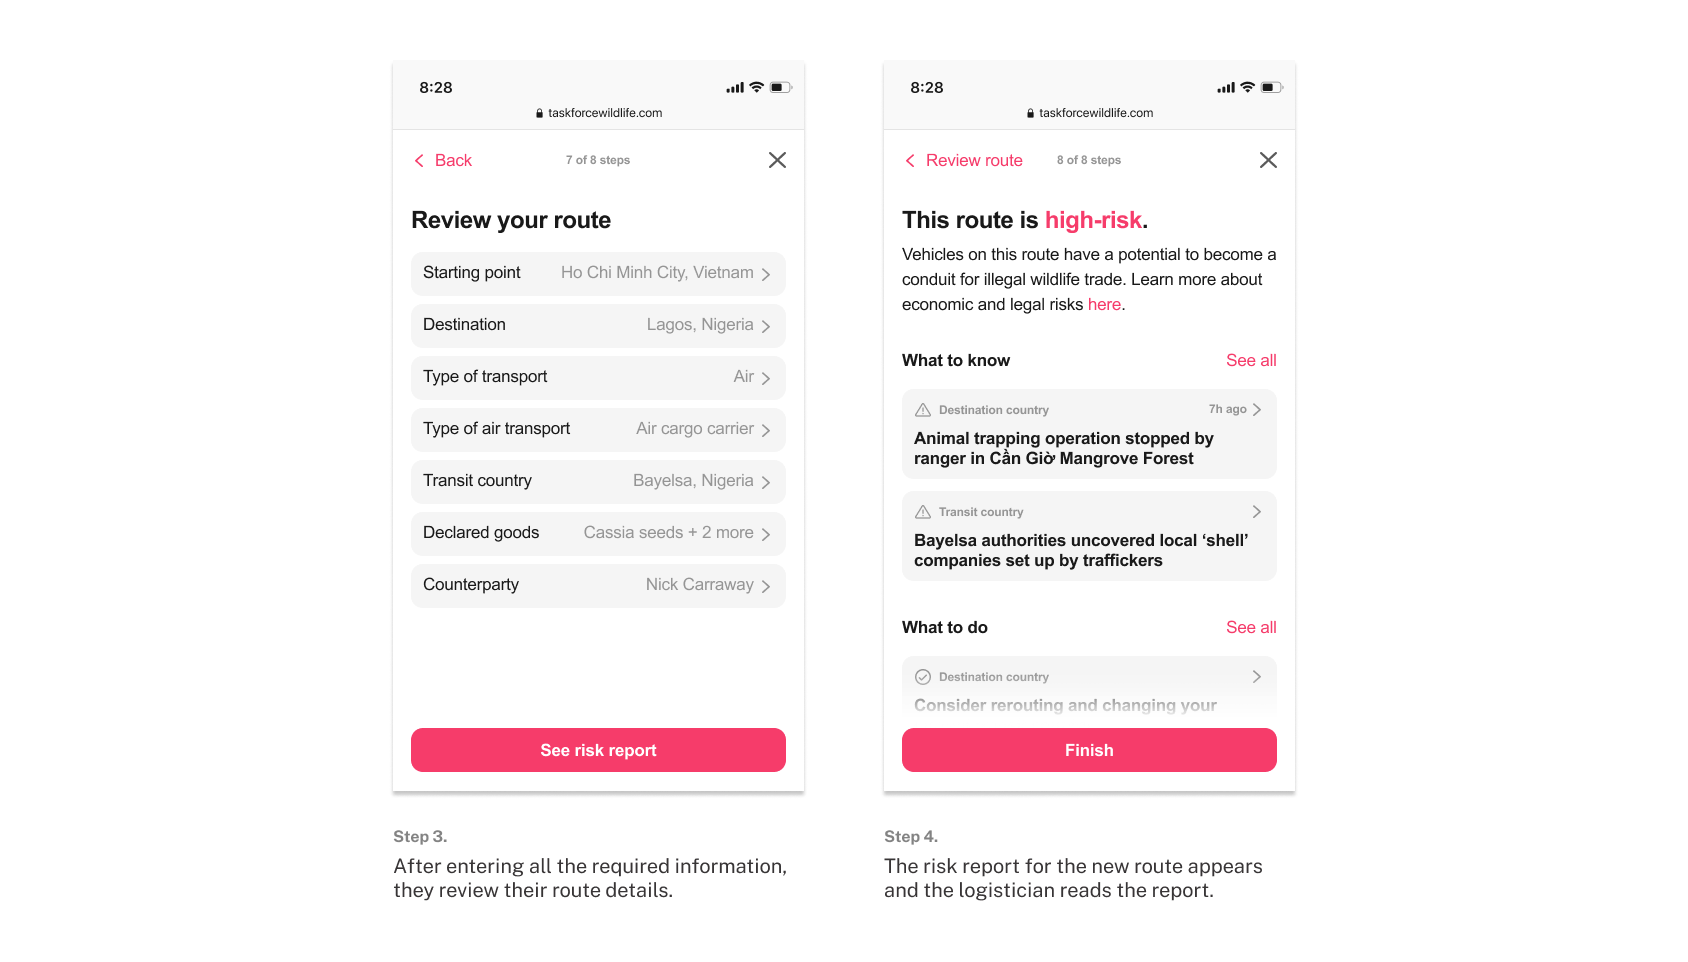 8:28
taskforcewildlife.com
Back
7 of 8 steps
Review your route
Starting point Ho Chi Minh City, Vietnam
Destination Lagos, Nigeria
Type of transport Air
Type of air transport Air cargo carrier
Transit country Bayelsa, Nigeria
Declared goods Cassia seeds + 2 more
Counterparty Nick Carraway
See risk report
Step 3.
After entering all the required information,
they review their route details.
8:28
taskforcewildlife.com
Review route
8 of 8 steps
This route is high-risk.
Vehicles on this route have a potential to become a
conduit for illegal wildlife trade. Learn more about
economic and legal risks here.
What to know See all
Destination country 7h ago
Animal trapping operation stopped by
ranger in Cần Giờ Mangrove Forest
Transit country
Bayelsa authorities uncovered local ‘shell’
companies set up by traffickers
What to do See all
Destination country
Consider rerouting and changing your
Finish
Step 4.
The risk report for the new route appears
and the logistician reads the report.